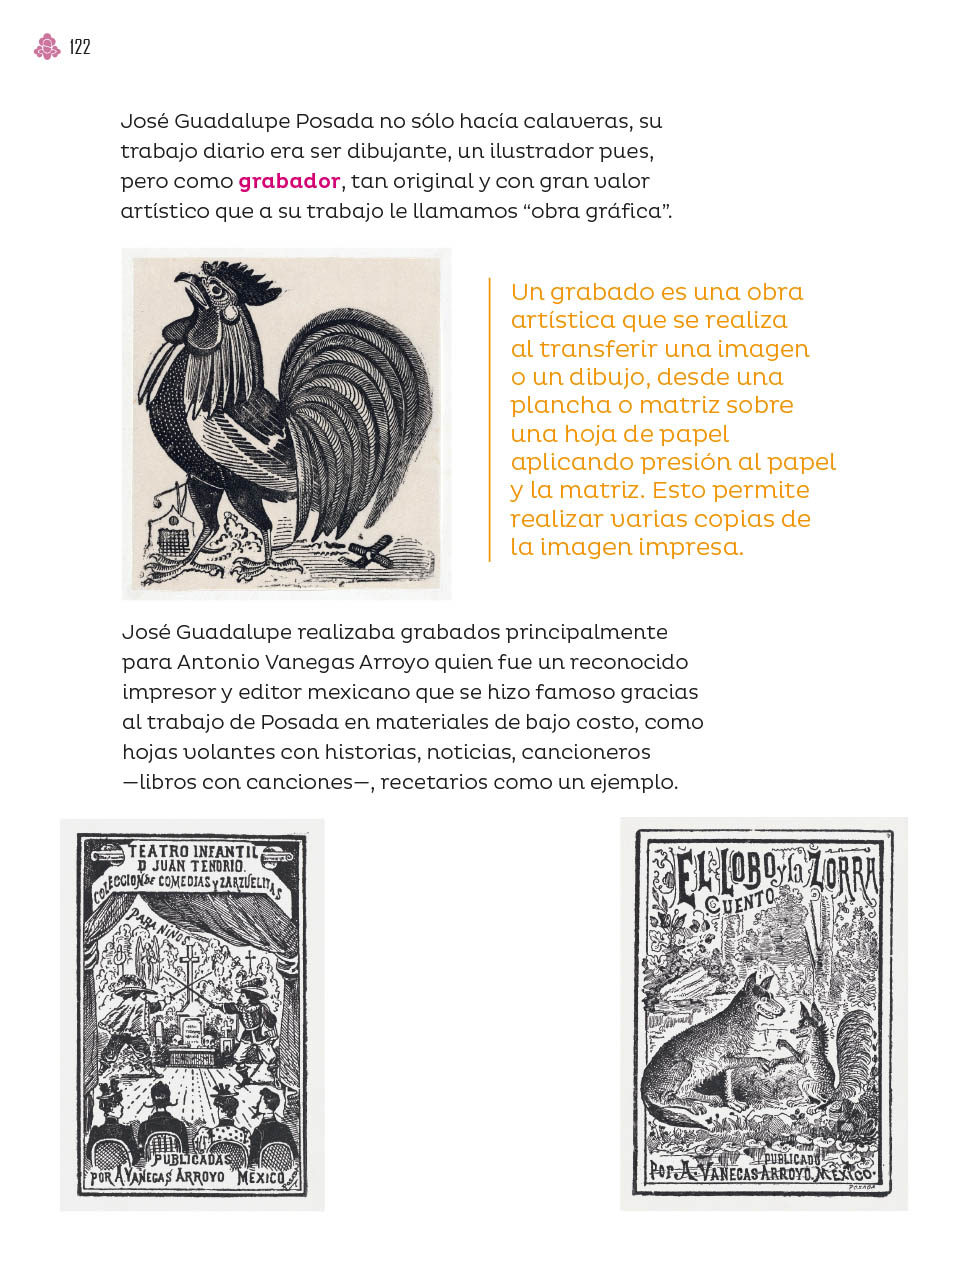 122
José Guadalupe Posada no sólo hacía calaveras, su
trabajo diario era ser dibujante, un ilustrador pues,
pero como grabador, tan original y con gran valor
artístico que a su trabajo le llamamos “obra gráfica”.
Un grabado es una obra
artística que se realiza
al transferir una imagen
o un dibujo, desde una
plancha o matriz sobre
una hoja de papel
aplicando presión al papel
y la matriz. Esto permite
realizar varias copias de
la imagen impresa.
José Guadalupe realizaba grabados principalmente
para Antonio Vanegas Arroyo quien fue un reconocido
impresor y editor mexicano que se hizo famoso gracias
al trabajo de Posada en materiales de bajo costo, como
hojas volantes con historias, noticias, cancioneros
—libros con canciones—, recetarios como un ejemplo.
TEATRO INFANTIL
D JUAN TENORIO.
COLECCION de COMEDIAS y ZARZUELITAS
PARA NIÑOS
PUBLICADAS
POR A. VANEGAS ARROYO MÉXICO
POSADA
EL LOBO y la ZORRA
CUENTO
PUBLICADO
POR A. VANEGAS ARROYO. MÉXICO.
POSADA